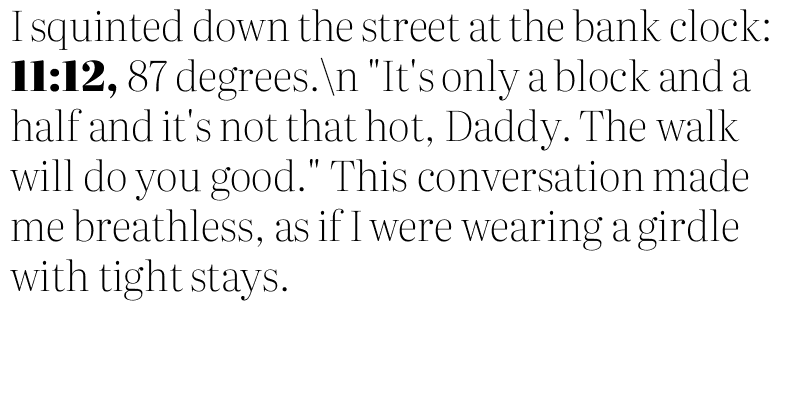 I squinted down the street at the bank clock:
11:12, 87 degrees.\n "It's only a block and a
half and it's not that hot, Daddy. The walk
will do you good." This conversation made
me breathless, as if I were wearing a girdle
with tight stays.